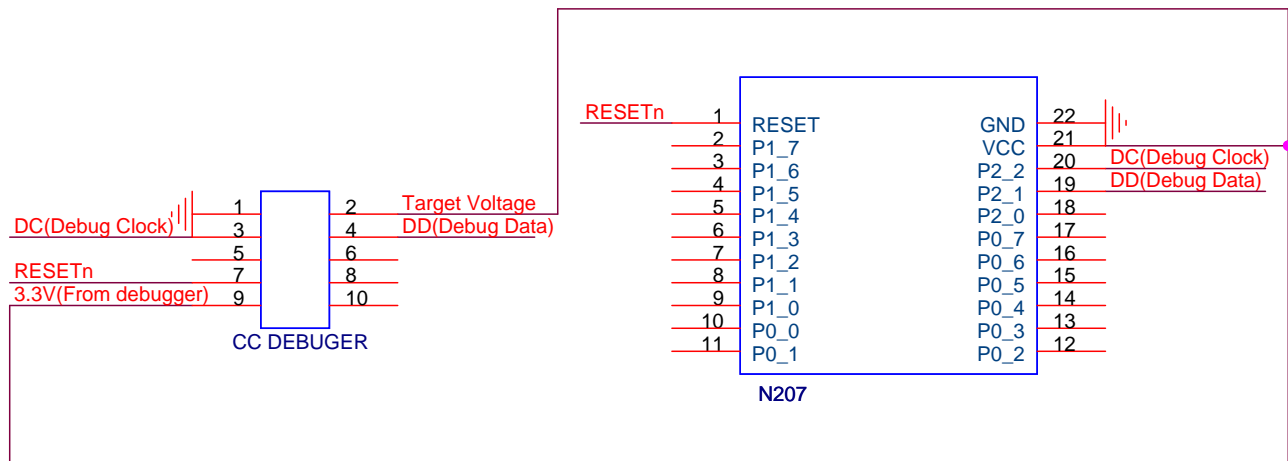 RESETn
1 RESET GND 22
2 P1_7 VCC 21
3 P1_6 P2_2 20 DC(Debug Clock)
4 P1_5 P2_1 19 DD(Debug Data)
5 P1_4 P2_0 18
6 P1_3 P0_7 17
7 P1_2 P0_6 16
8 P1_1 P0_5 15
9 P1_0 P0_4 14
10 P0_0 P0_3 13
11 P0_1 P0_2 12
N207
1 2 Target Voltage
DC(Debug Clock) 3 4 DD(Debug Data)
5 6
RESETn 7 8
3.3V(From debugger) 9 10
CC DEBUGER